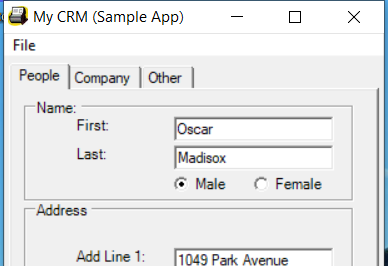 My CRM (Sample App)
File
People Company Other
Name:
First: Oscar
Last: Madisox
Male Female
Address
Add Line 1: 1049 Park Avenue